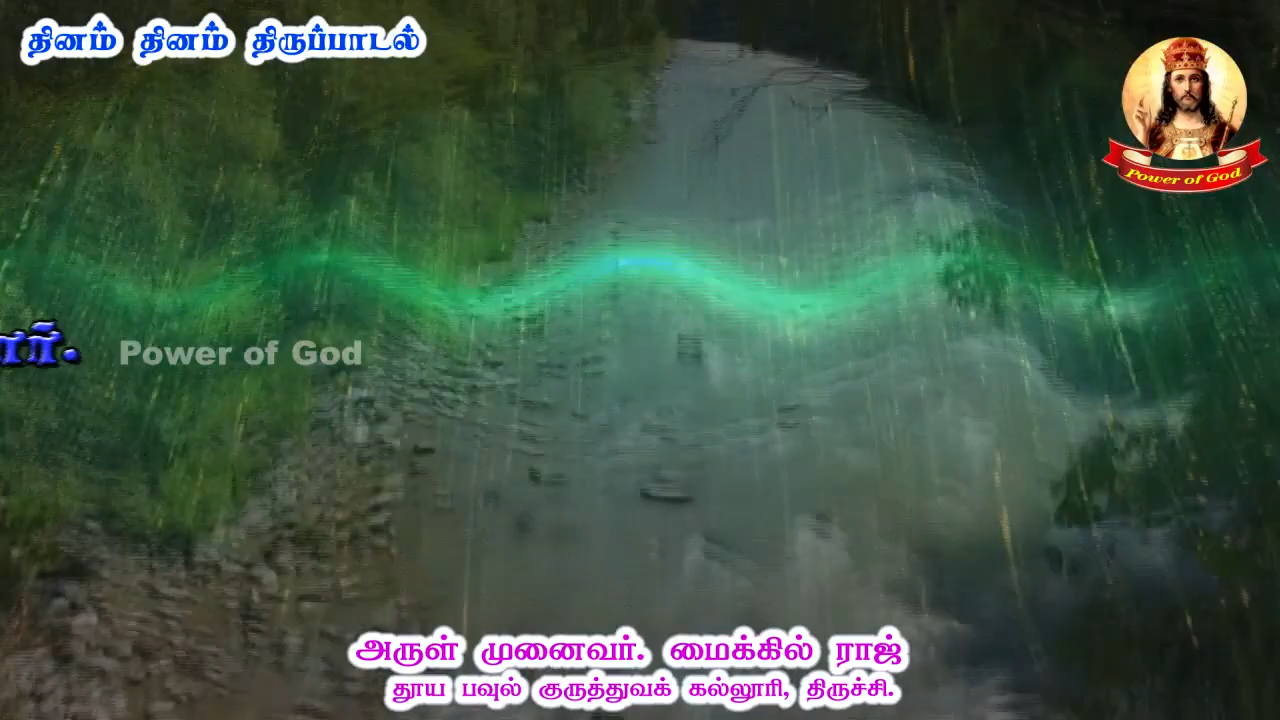 தினம் தினம் திருப்பாடல்
Power of God
Power of God
அருள் முனைவர். மைக்கில் ராஜ்
தூய பவுல் குருத்துவக் கல்லூரி, திருச்சி.